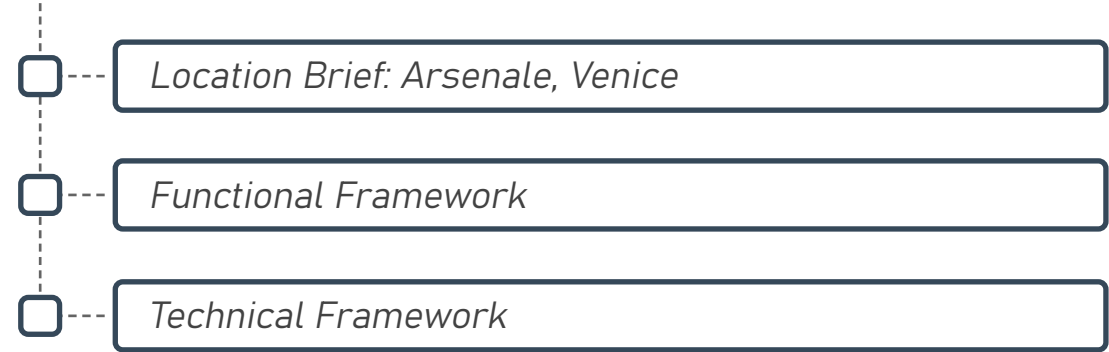 Location Brief: Arsenale, Venice
Functional Framework
Technical Framework